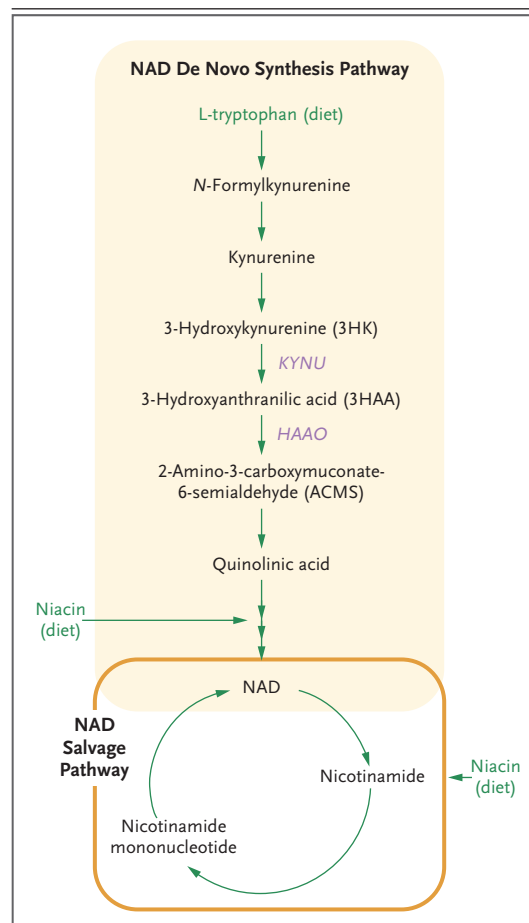 NAD De Novo Synthesis Pathway
L-tryptophan (diet)
N-Formylkynurenine
Kynurenine
3-Hydroxykynurenine (3HK)
KYNU
3-Hydroxyanthranilic acid (3HAA)
HAAO
2-Amino-3-carboxymuconate-
6-semialdehyde (ACMS)
Quinolinic acid
Niacin
(diet)
NAD
NAD
Salvage
Pathway
Nicotinamide
Niacin
(diet)
Nicotinamide
mononucleotide